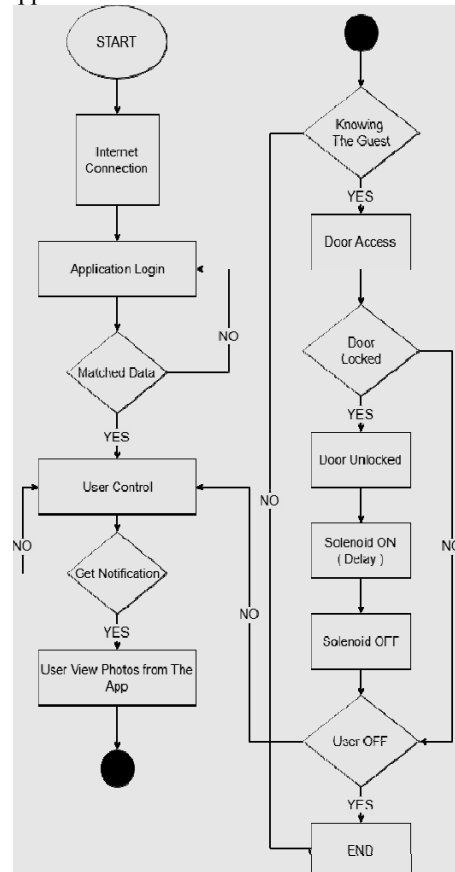 START
Internet
Connection
Application Login
NO
Matched Data
YES
User Control
NO
Get Notification
YES
User View Photos from The
App
Knowing
The Guest
YES
Door Access
Door
Locked
YES
Door Unlocked
NO
Solenoid ON
( Delay )
NO
Solenoid OFF
NO
User OFF
YES
END